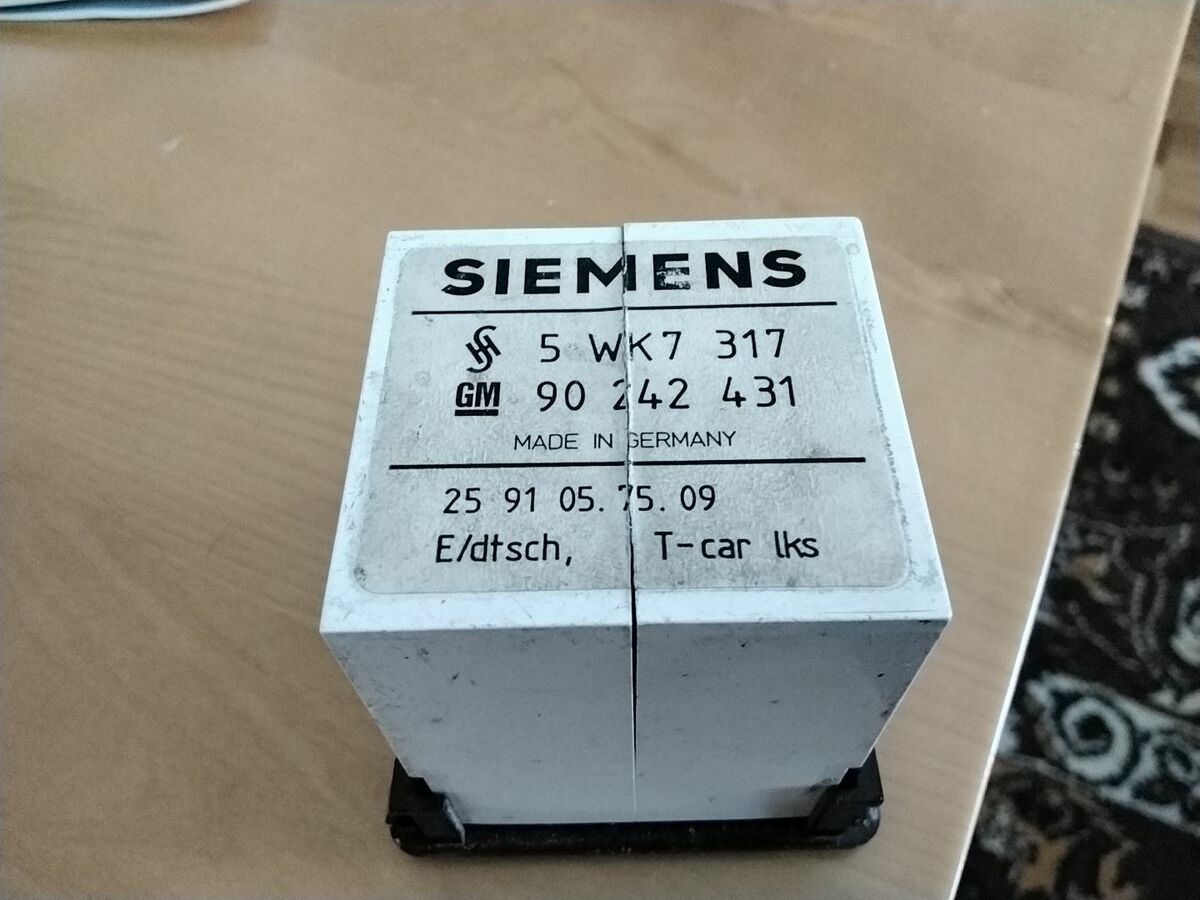 SIEMENS
5 WK7 317
GM 90 242 431
MADE IN GERMANY
25 91 05.75.09
E/dtsch, T-car lks